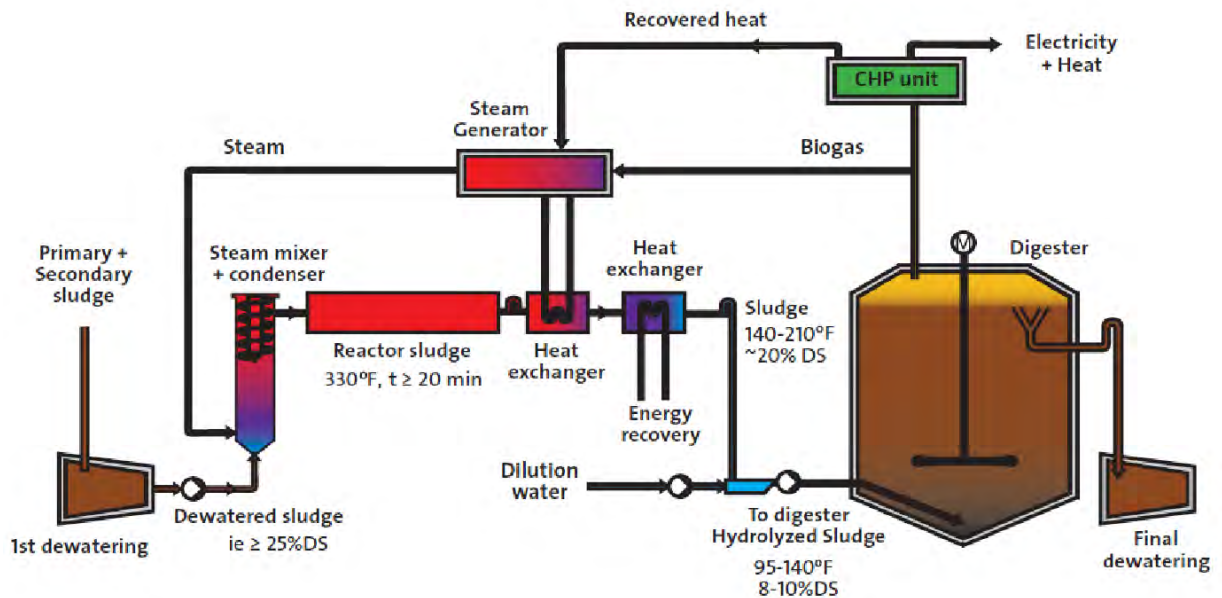 Recovered heat
Electricity
+ Heat
CHP unit
Steam
Generator
Steam
Biogas
Primary +
Secondary
sludge
Steam mixer
+ condenser
Heat
exchanger
M
Digester
Sludge
140-210°F
~20% DS
Reactor sludge
330°F, t ≥ 20 min
Heat
exchanger
Energy
recovery
Dilution
water
Dewatered sludge
ie ≥ 25%DS
1st dewatering
To digester
Hydrolyzed Sludge
95-140°F
8-10%DS
Final
dewatering